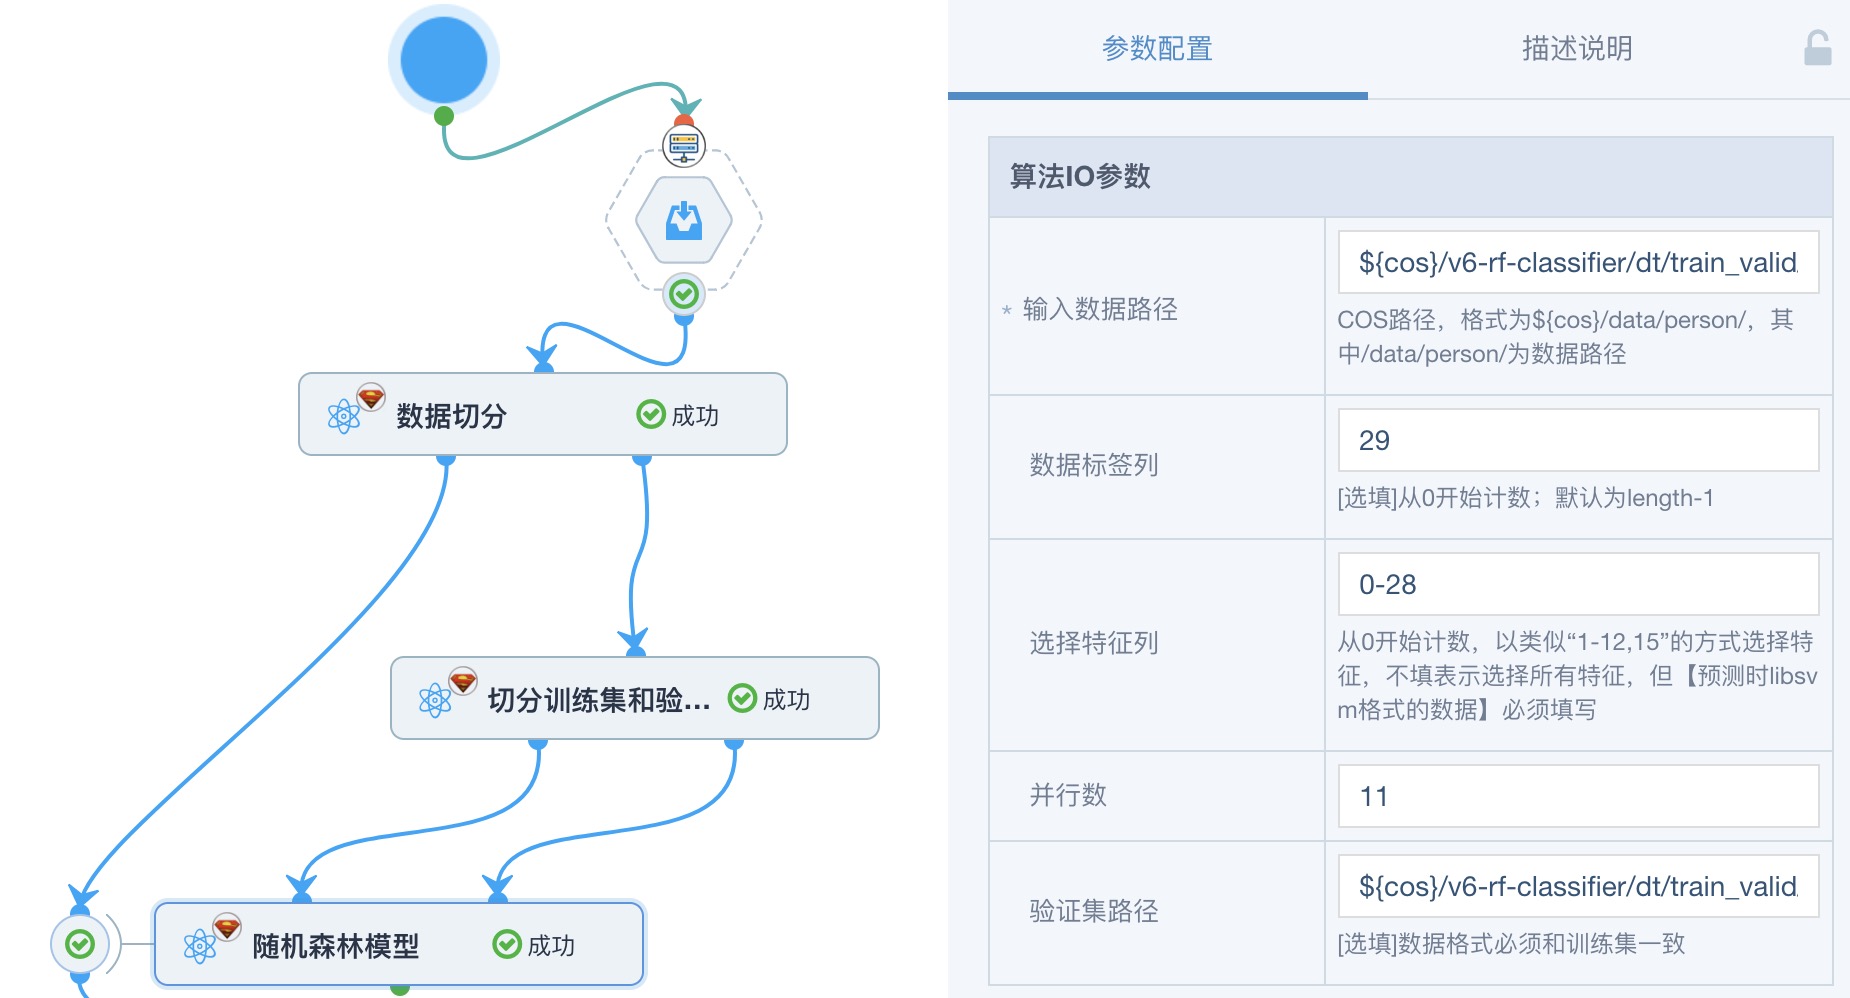 参数配置
描述说明
算法IO参数
* 输入数据路径
${cos}/v6-rf-classifier/dt/train_valid
COS路径，格式为${cos}/data/person/，其
中/data/person/为数据路径
数据标签列
29
[选填]从0开始计数；默认为length-1
选择特征列
0-28
从0开始计数，以类似“1-12,15”的方式选择特
征，不填表示选择所有特征，但【预测时libsv
m格式的数据】必须填写
并行数
11
验证集路径
${cos}/v6-rf-classifier/dt/train_valid
[选填]数据格式必须和训练集一致
数据切分
成功
切分训练集和验...
成功
随机森林模型
成功